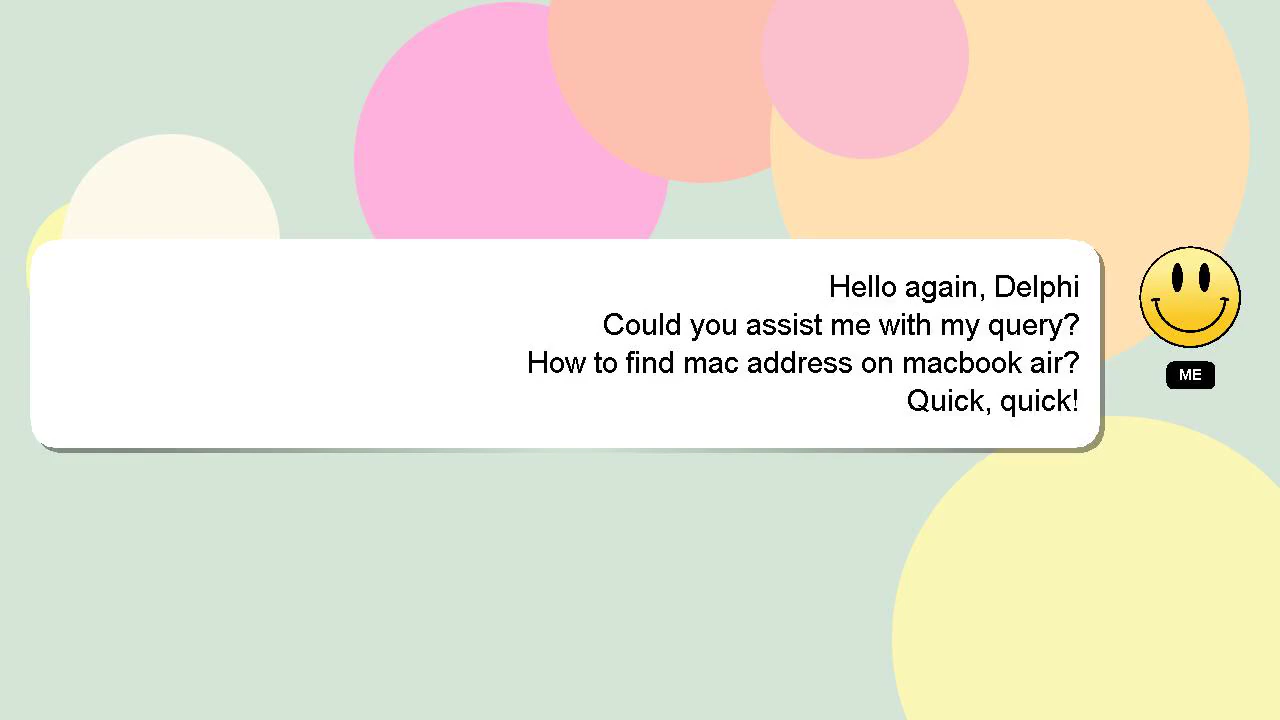 Hello again, Delphi
Could you assist me with my query?
How to find mac address on macbook air?
Quick, quick!
ME